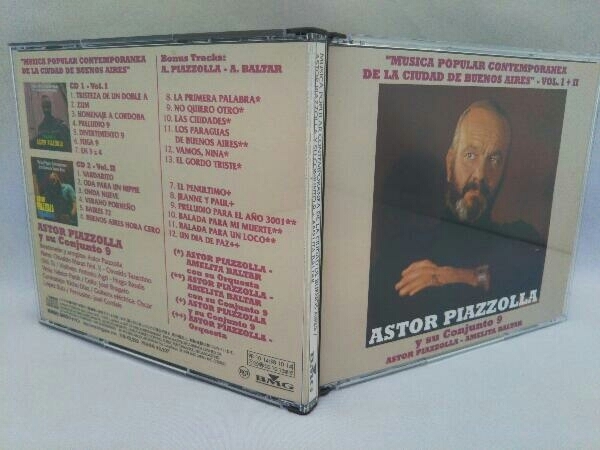 "MUSICA POPULAR CONTEMPORANEA
DE LA CIUDAD DE BUENOS AIRES"
CD 1 - Vol. I
1. TRISTEZA DE UN DOBLE A
2. ZUM
3. HOMENAJE A CORDOBA
4. PRELUDIO 9
5. DIVERTIMENTO 9
6. FUGA 9
7. EN 3 x 4
CD 2 - Vol. II
1. VARDARITO
2. ODA PARA UN HIPPIE
3. ONDA NUEVE
4. VERANO PORTEÑO
5. BAIRES 72
6. BUENOS AIRES HORA CERO
ASTOR PIAZZOLLA
y su Conjunto 9
Bonus Tracks:
A. PIAZZOLLA - A. BALTAR
8. LA PRIMERA PALABRA*
9. NO QUIERO OTRO*
10. LAS CIUDADES*
11. LOS PARAGUAS
DE BUENOS AIRES**
12. VAMOS, NINA*
13. EL GORDO TRISTE*
7. EL PENULTIMO+
8. JEANNE Y PAUL+
9. PRELUDIO PARA EL AÑO 3001**
10. BALADA PARA MI MUERTE**
11. BALADA PARA UN LOCO**
12. UN DIA DE PAZ++
(*) ASTOR PIAZZOLLA -
AMELITA BALTAR
con su Orquesta
(**) ASTOR PIAZZOLLA -
AMELITA BALTAR
con su Conjunto 9
(+) ASTOR PIAZZOLLA
y su Conjunto 9
(++) ASTOR PIAZZOLLA -
Orquesta
BMG
"MUSICA POPULAR CONTEMPORANEA
DE LA CIUDAD DE BUENOS AIRES" - VOL. I + II
ASTOR PIAZZOLLA
y su Conjunto 9
ASTOR PIAZZOLLA - AMELITA BALTAR